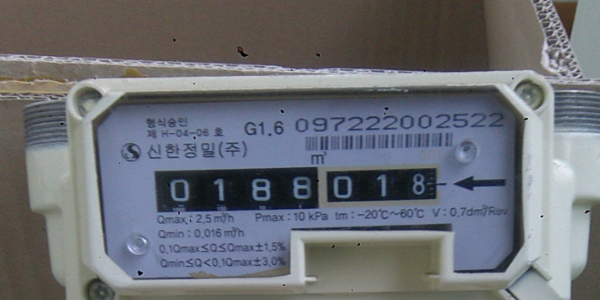 형식승인
제 H-04-06 호 G1.6 097222002522
신한정밀(주)
m³
0188018
Qmax : 2,5 m³/h Pmax : 10 kPa tm : -20℃~60℃ V : 0,7dm³/Rev
Qmin : 0,016 m³/h
0,1Qmax≤Q≤Qmax±1,5%
Qmin≤Q<0,1Qmax±3,0%